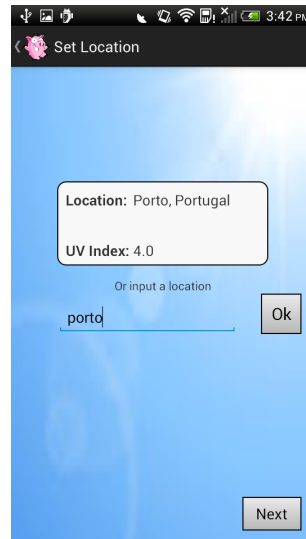 3:42 PM
Set Location
Location: Porto, Portugal
UV Index: 4.0
Or input a location
porto
Ok
Next